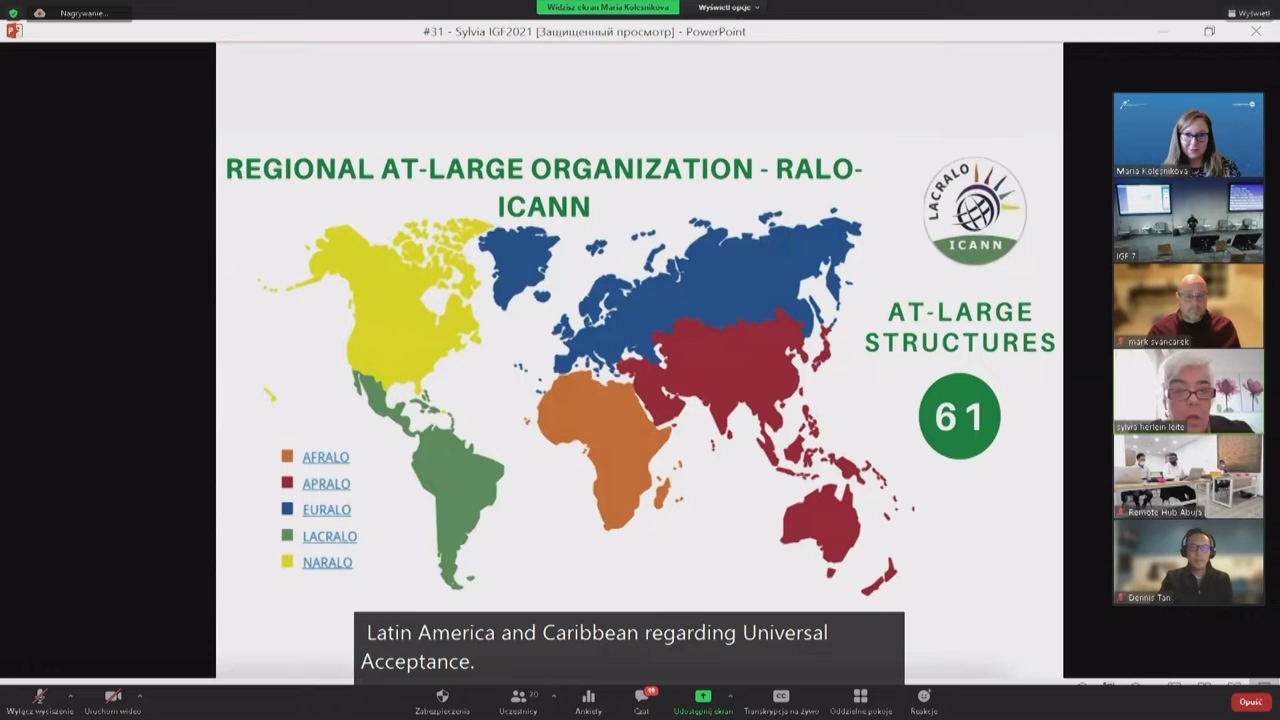 Nagrywanie...
Widzisz ekran Maria Kolesnikova
Wyświetl opcje
Wyświetl
#31 - Sylvia IGF2021 [Защищенный просмотр] - PowerPoint
REGIONAL AT-LARGE ORGANIZATION - RALO-
ICANN
LACRALO
ICANN
AT-LARGE
STRUCTURES
61
AFRALO
APRALO
EURALO
LACRALO
NARALO
Latin America and Caribbean regarding Universal
Acceptance.
Maria Kolesnikova
IGF 7
mark svancarek
sylvia herlein leite
Remote Hub Abuja
Dennis Tan
Wyłącz wyciszenie
Uruchom wideo
Zabezpieczenia
20
Uczestnicy
Ankiety
19
Czat
Udostępnij ekran
CC
Transkrypcja na żywo
Oddzielne pokoje
Reakcje
Opuść